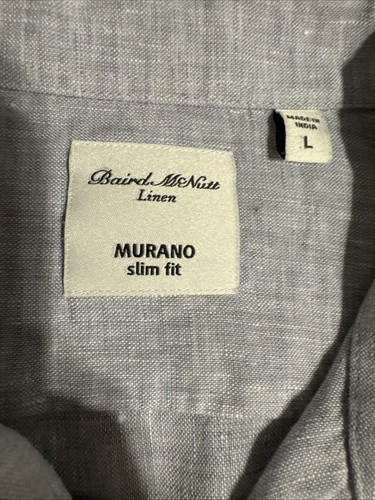 MADE IN
INDIA
L
Baird McNutt
Linen
MURANO
slim fit